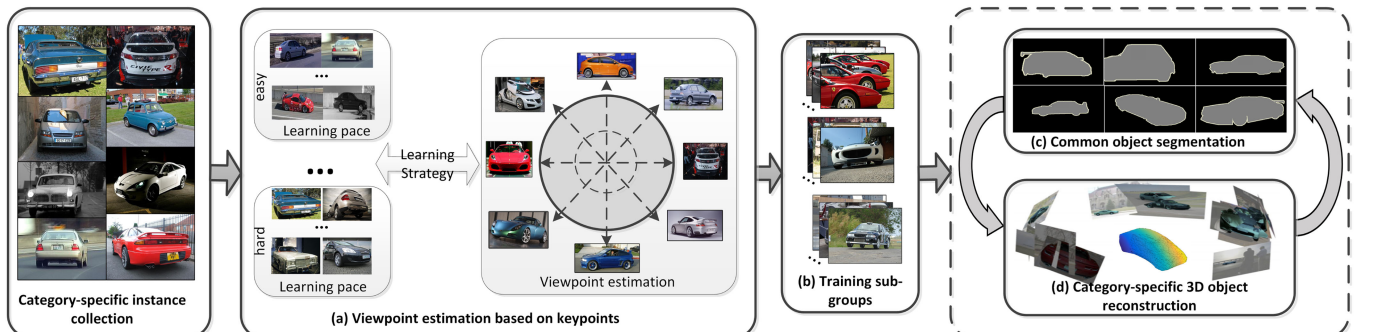 Category-specific instance
collection
easy
...
...
Learning pace
...
hard
...
...
Learning pace
Learning
Strategy
Viewpoint estimation
(a) Viewpoint estimation based on keypoints
(b) Training sub-
groups
(c) Common object segmentation
(d) Category-specific 3D object
reconstruction